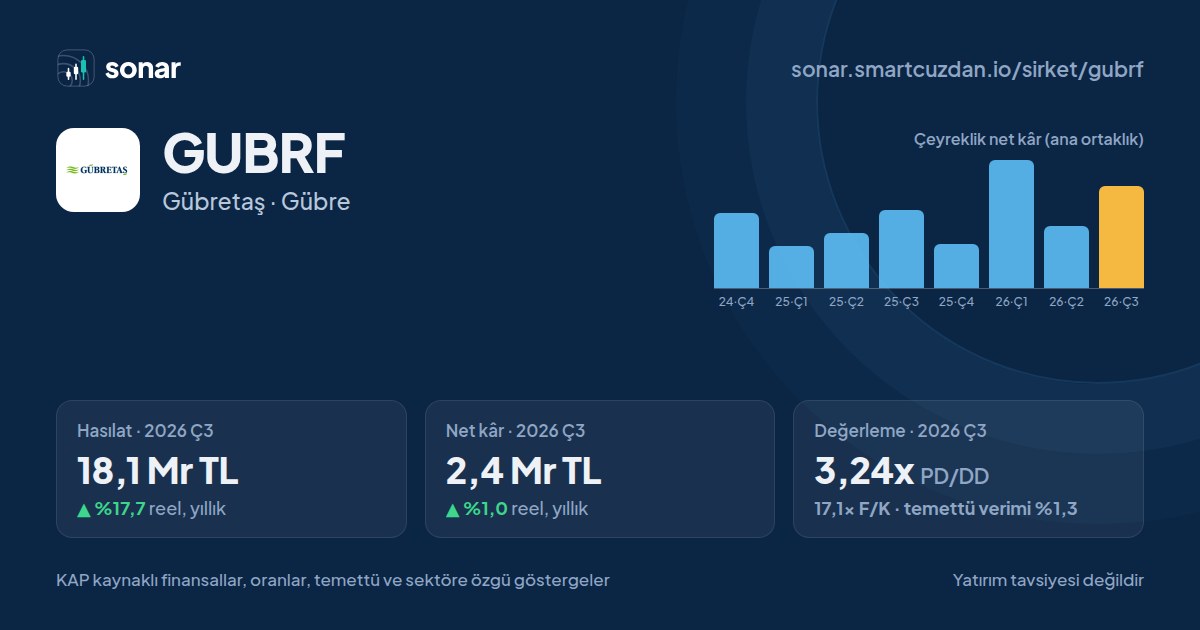 sonar
sonar.smartcuzdan.io/sirket/gubrf
GÜBRETAŞ
GUBRF
Gübretaş · Gübre
Çeyreklik net kâr (ana ortaklık)
24·Ç4 25·Ç1 25·Ç2 25·Ç3 25·Ç4 26·Ç1 26·Ç2 26·Ç3
Hasılat · 2026 Ç3
18,1 Mr TL
▲ %17,7 reel, yıllık
Net kâr · 2026 Ç3
2,4 Mr TL
▲ %1,0 reel, yıllık
Değerleme · 2026 Ç3
3,24x PD/DD
17,1× F/K · temettü verimi %1,3
KAP kaynaklı finansallar, oranlar, temettü ve sektöre özgü göstergeler
Yatırım tavsiyesi değildir